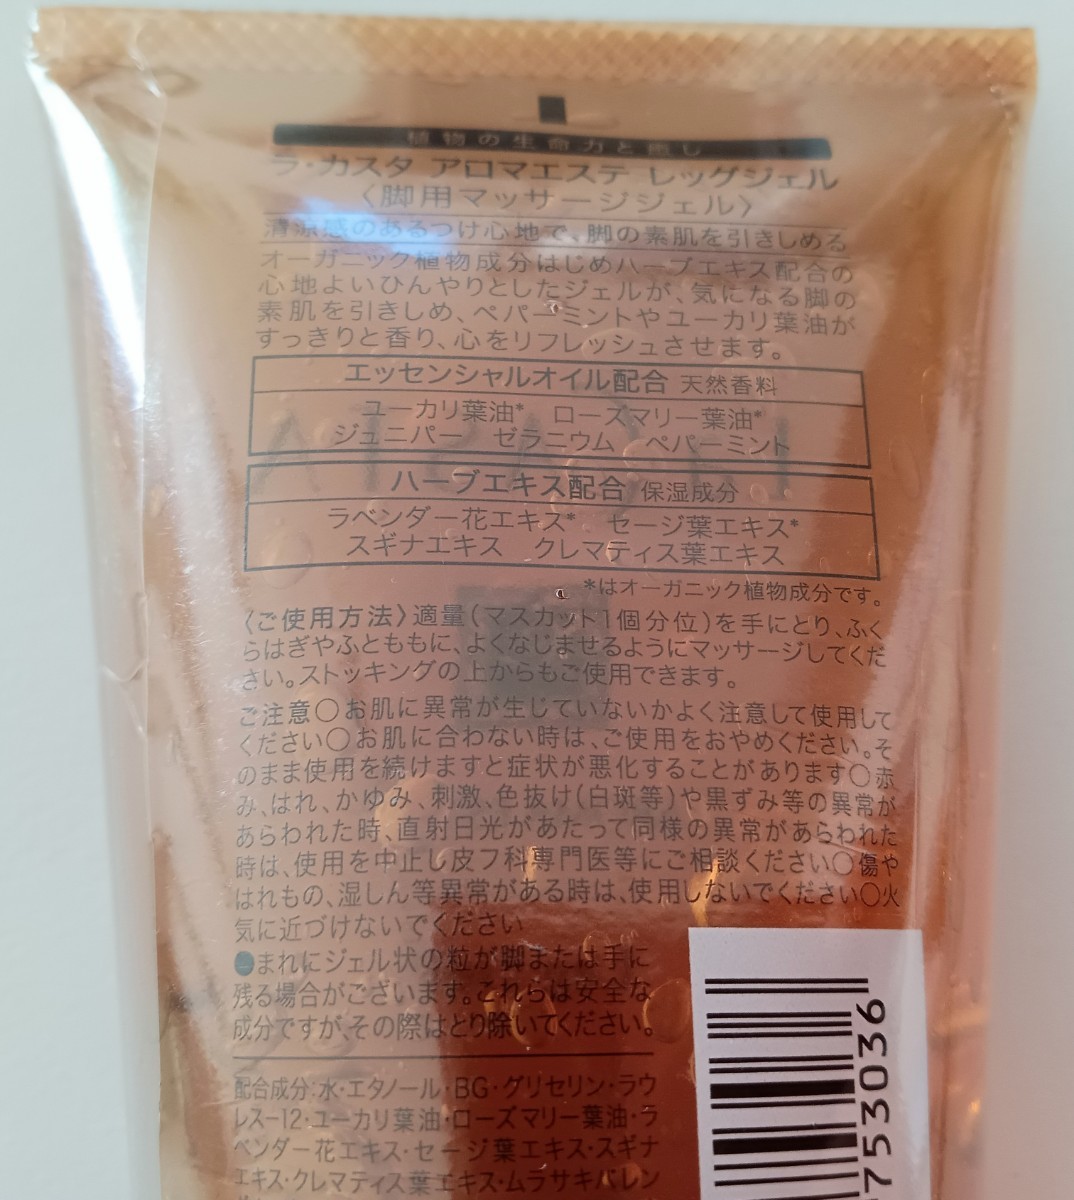 植物の生命力と癒し
ラ・カスタ アロマエステ レッグジェル
〈脚用マッサージジェル〉
清涼感のあるつけ心地で、脚の素肌を引きしめる
オーガニック植物成分はじめハーブエキス配合の
心地よいひんやりとしたジェルが、気になる脚の
素肌を引きしめ、ペパーミントやユーカリ葉油が
すっきりと香り、心をリフレッシュさせます。
エッセンシャルオイル配合 天然香料
ユーカリ葉油* ローズマリー葉油*
ジュニパー ゼラニウム ペパーミント
ハーブエキス配合 保湿成分
ラベンダー花エキス* セージ葉エキス*
スギナエキス クレマティス葉エキス
*はオーガニック植物成分です。
〈ご使用方法〉適量(マスカット1個分位)を手にとり、ふく
らはぎやふとももに、よくなじませるようにマッサージしてくだ
さい。ストッキングの上からもご使用できます。
ご注意○お肌に異常が生じていないかよく注意して使用して
ください○お肌に合わない時は、ご使用をおやめください。そ
のまま使用を続けますと症状が悪化することがあります○赤
み、はれ、かゆみ、刺激、色抜け(白斑等)や黒ずみ等の異常が
あらわれた時、直射日光があたって同様の異常があらわれた
時は、使用を中止し皮フ科専門医等にご相談ください○傷や
はれもの、湿しん等異常がある時は、使用しないでください○火
気に近づけないでください
●まれにジェル状の粒が脚または手に
残る場合がございます。これらは安全な
成分ですが、その際はとり除いてください。
配合成分:水・エタノール・BG・グリセリン・ラウ
レス-12・ユーカリ葉油・ローズマリー葉油・ラ
ベンダー花エキス・セージ葉エキス・スギナ
エキス・クレマティス葉エキス・ムラサキバレン
753036